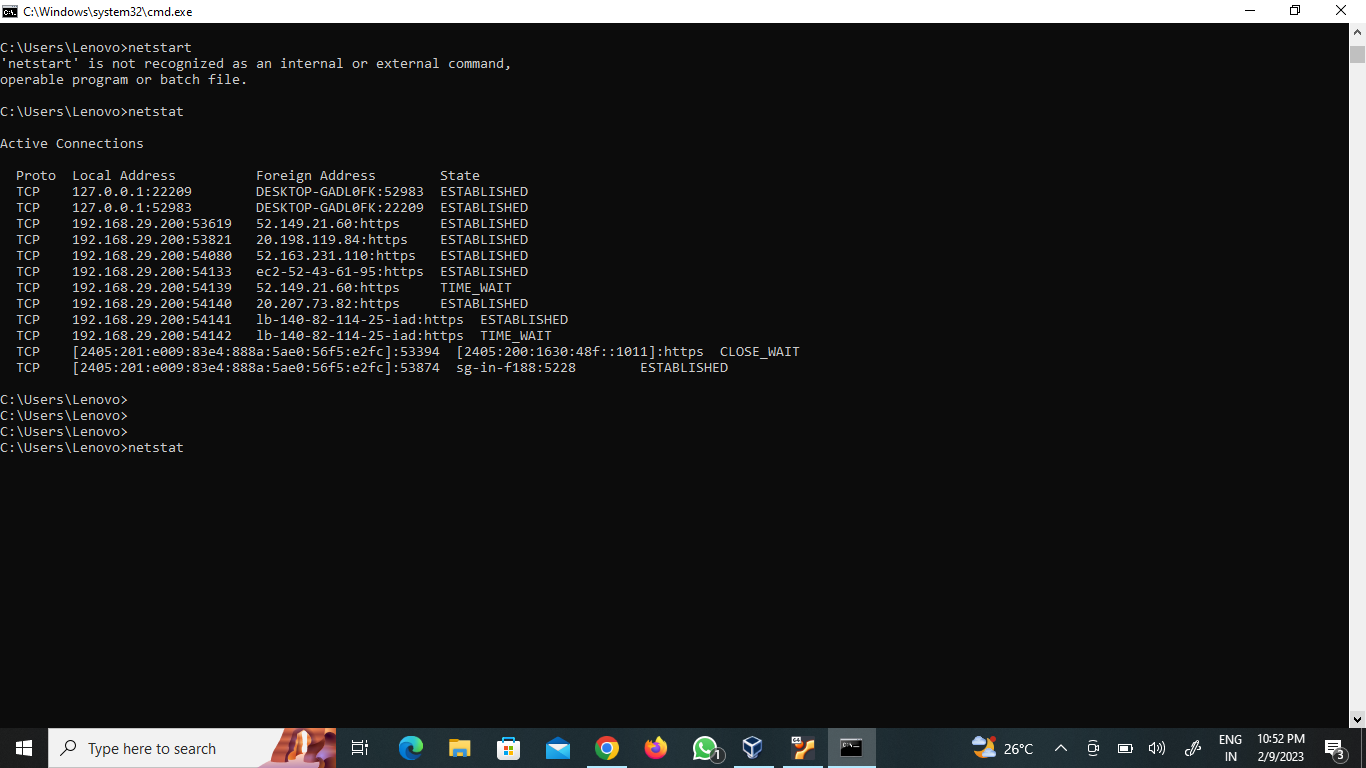 C:\Windows\system32\cmd.exe
C:\Users\Lenovo>netstart
'netstart' is not recognized as an internal or external command,
operable program or batch file.
C:\Users\Lenovo>netstat
Active Connections
Proto  Local Address          Foreign Address        State
TCP    127.0.0.1:22209        DESKTOP-GADL0FK:52983  ESTABLISHED
TCP    127.0.0.1:52983        DESKTOP-GADL0FK:22209  ESTABLISHED
TCP    192.168.29.200:53619   52.149.21.60:https     ESTABLISHED
TCP    192.168.29.200:53821   20.198.119.84:https    ESTABLISHED
TCP    192.168.29.200:54080   52.163.231.110:https   ESTABLISHED
TCP    192.168.29.200:54133   ec2-52-43-61-95:https  ESTABLISHED
TCP    192.168.29.200:54139   52.149.21.60:https     TIME_WAIT
TCP    192.168.29.200:54140   20.207.73.82:https     ESTABLISHED
TCP    192.168.29.200:54141   lb-140-82-114-25-iad:https  ESTABLISHED
TCP    192.168.29.200:54142   lb-140-82-114-25-iad:https  TIME_WAIT
TCP    [2405:201:e009:83e4:888a:5ae0:56f5:e2fc]:53394  [2405:200:1630:48f::1011]:https  CLOSE_WAIT
TCP    [2405:201:e009:83e4:888a:5ae0:56f5:e2fc]:53874  sg-in-f188:5228        ESTABLISHED
C:\Users\Lenovo>
C:\Users\Lenovo>
C:\Users\Lenovo>
C:\Users\Lenovo>netstat
Type here to search
1
26°C
ENG
IN
10:52 PM
2/9/2023
3